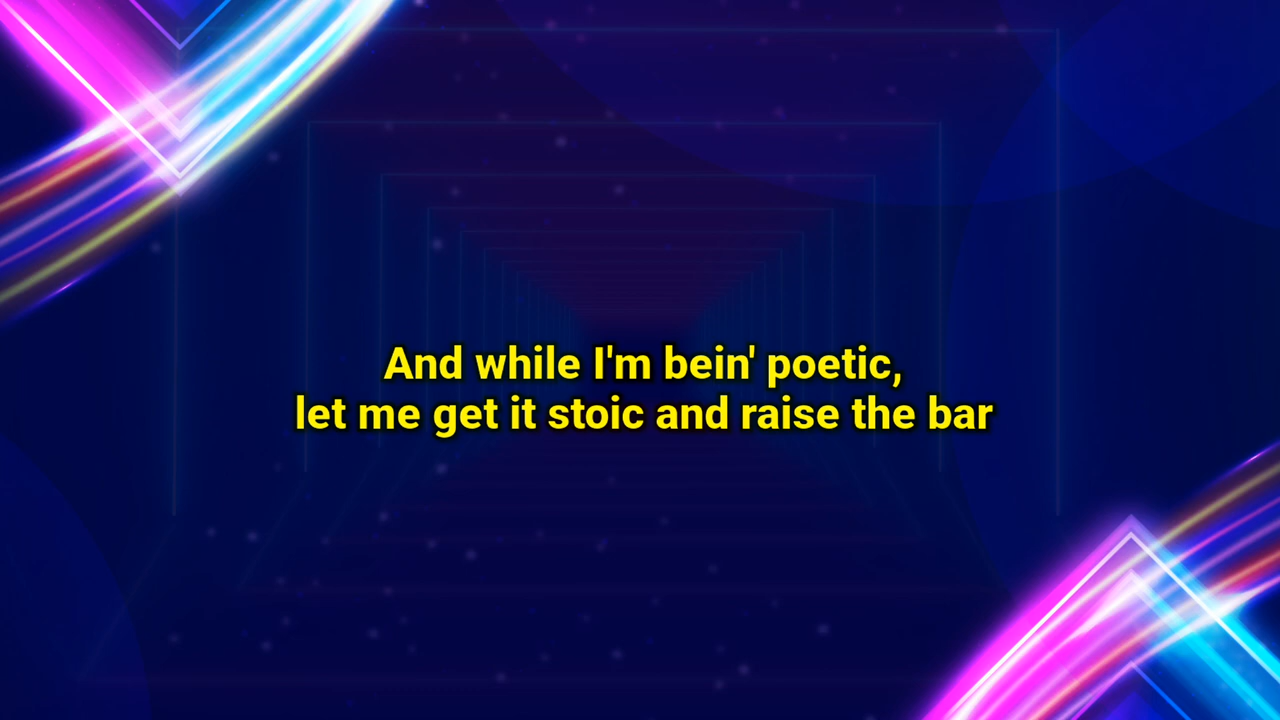 And while I'm bein' poetic,
let me get it stoic and raise the bar